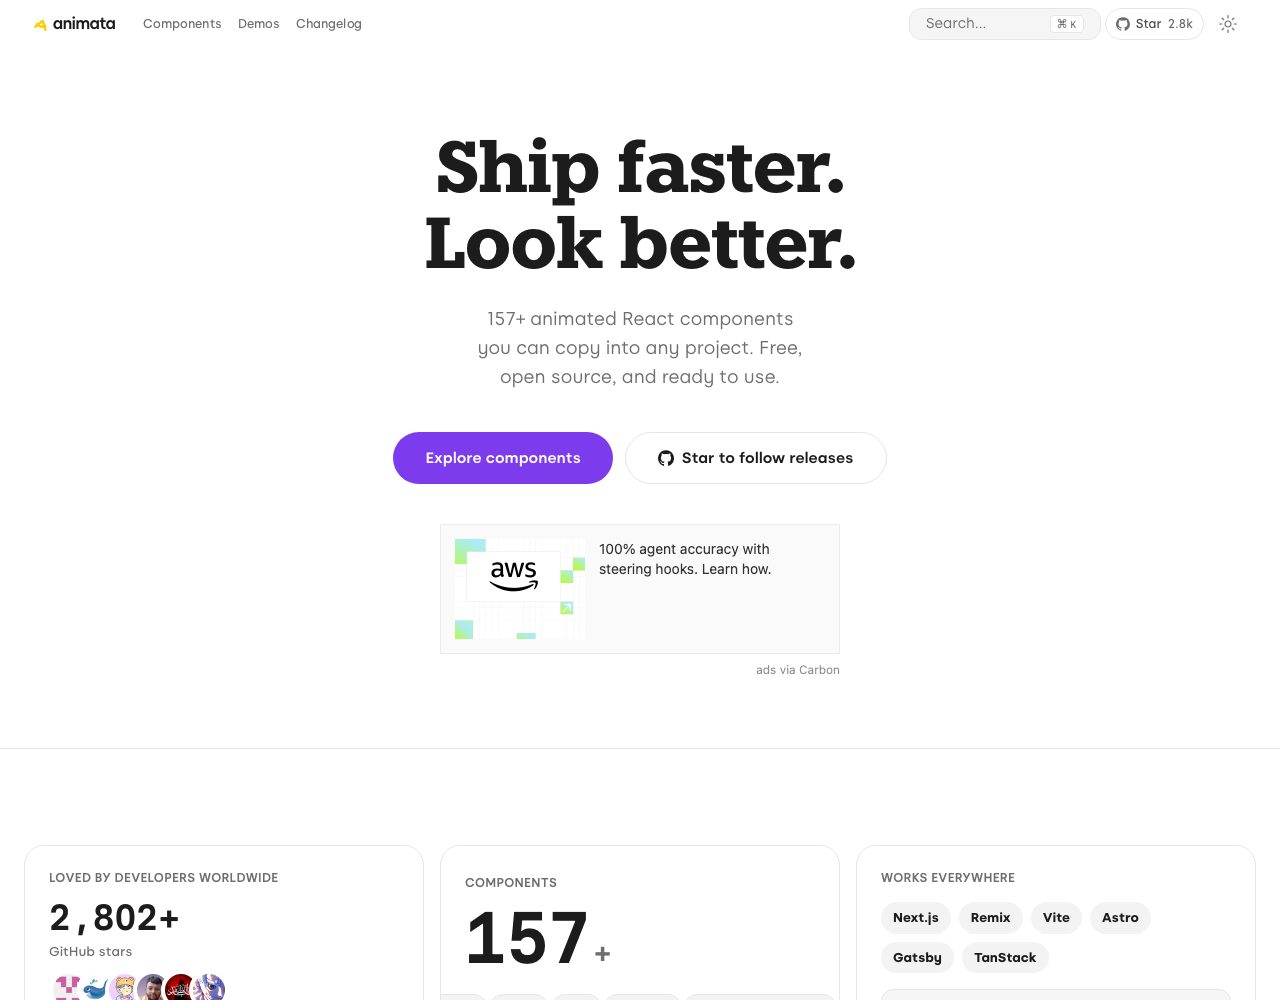 animata
Components Demos Changelog
Search... ⌘ K
Star 2.8k
Ship faster.
Look better.
157+ animated React components
you can copy into any project. Free,
open source, and ready to use.
Explore components
Star to follow releases
aws
100% agent accuracy with
steering hooks. Learn how.
ads via Carbon
LOVED BY DEVELOPERS WORLDWIDE
2,802+
GitHub stars
COMPONENTS
157+
WORKS EVERYWHERE
Next.js Remix Vite Astro
Gatsby TanStack